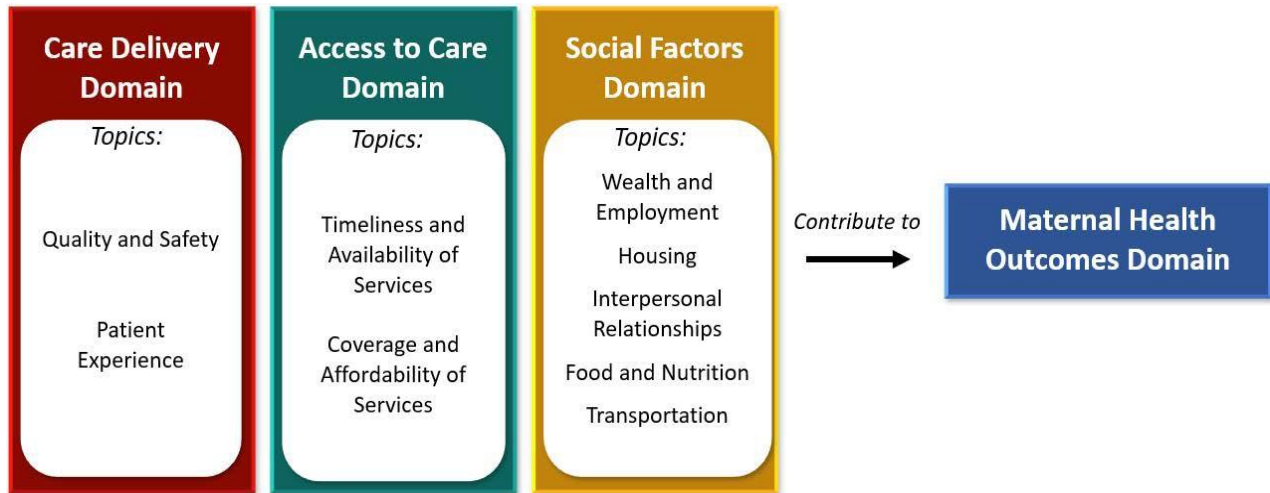 Care Delivery
Domain
Topics:
Quality and Safety
Patient
Experience
Access to Care
Domain
Topics:
Timeliness and
Availability of
Services
Coverage and
Affordability of
Services
Social Factors
Domain
Topics:
Wealth and
Employment
Housing
Interpersonal
Relationships
Food and Nutrition
Transportation
Contribute to
Maternal Health
Outcomes Domain